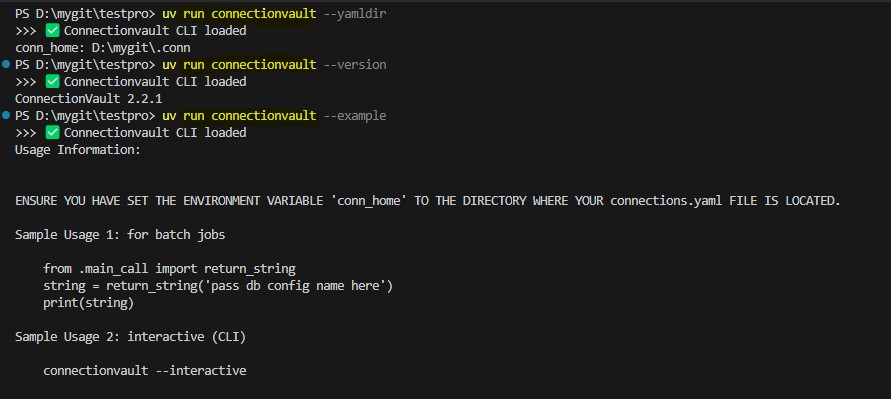 PS D:\mygit\testpro> uv run connectionvault --yamldir
>>> ✅ Connectionvault CLI loaded
conn_home: D:\mygit\.conn
PS D:\mygit\testpro> uv run connectionvault --version
>>> ✅ Connectionvault CLI loaded
ConnectionVault 2.2.1
PS D:\mygit\testpro> uv run connectionvault --example
>>> ✅ Connectionvault CLI loaded
Usage Information:
ENSURE YOU HAVE SET THE ENVIRONMENT VARIABLE 'conn_home' TO THE DIRECTORY WHERE YOUR connections.yaml FILE IS LOCATED.
Sample Usage 1: for batch jobs
from .main_call import return_string
string = return_string('pass db config name here')
print(string)
Sample Usage 2: interactive (CLI)
connectionvault --interactive